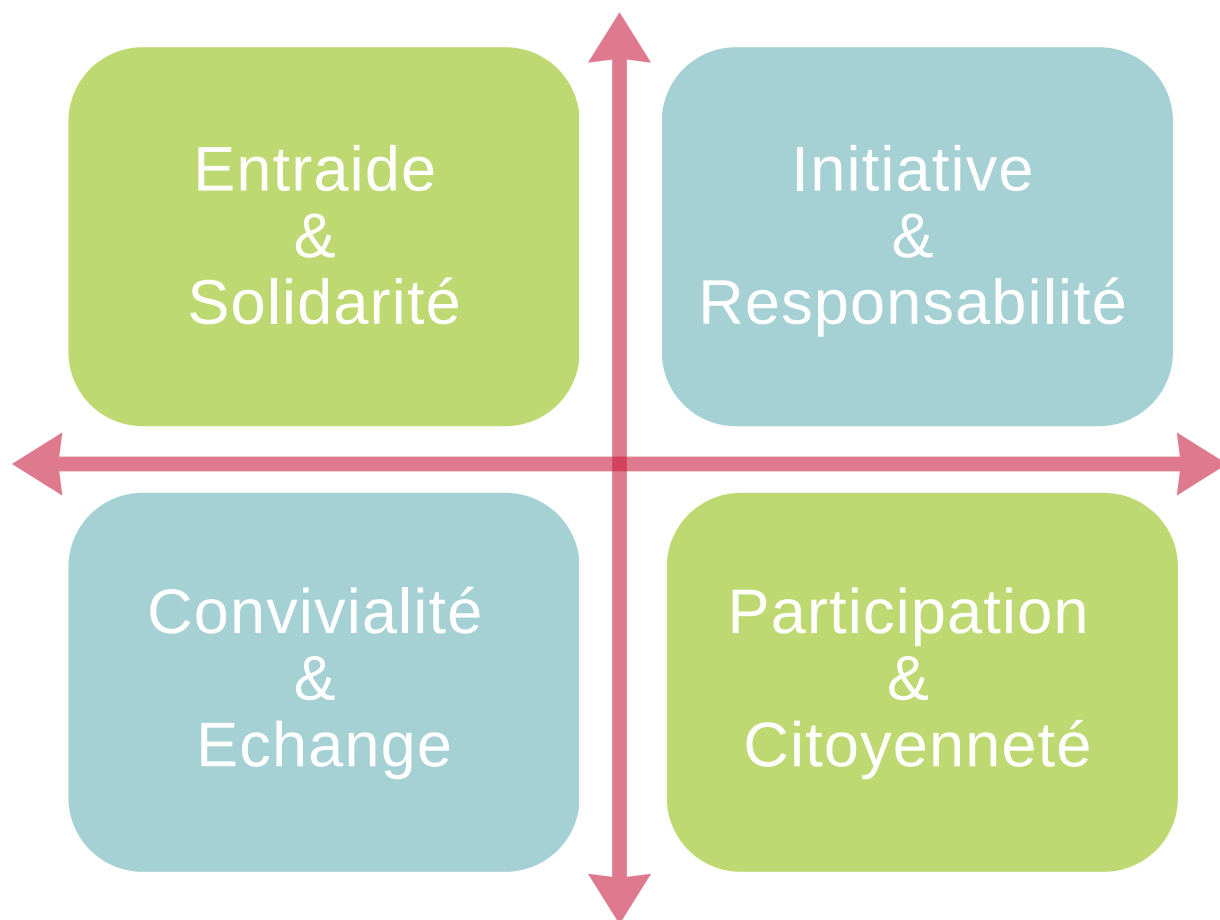 Entraide
&
Solidarité
Initiative
&
Responsabilité
Convivialité
&
Echange
Participation
&
Citoyenneté